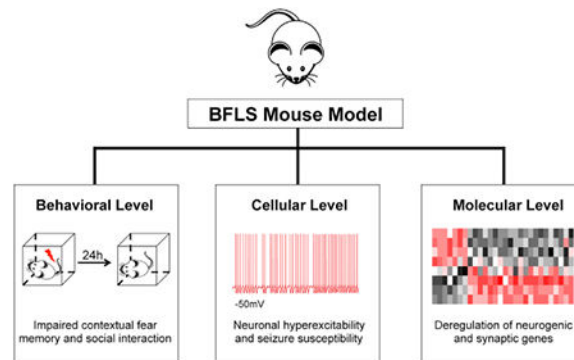 BFLS Mouse Model
Behavioral Level
24h
Impaired contextual fear
memory and social interaction
Cellular Level
-50mV
Neuronal hyperexcitability
and seizure susceptibility
Molecular Level
Deregulation of neurogenic
and synaptic genes